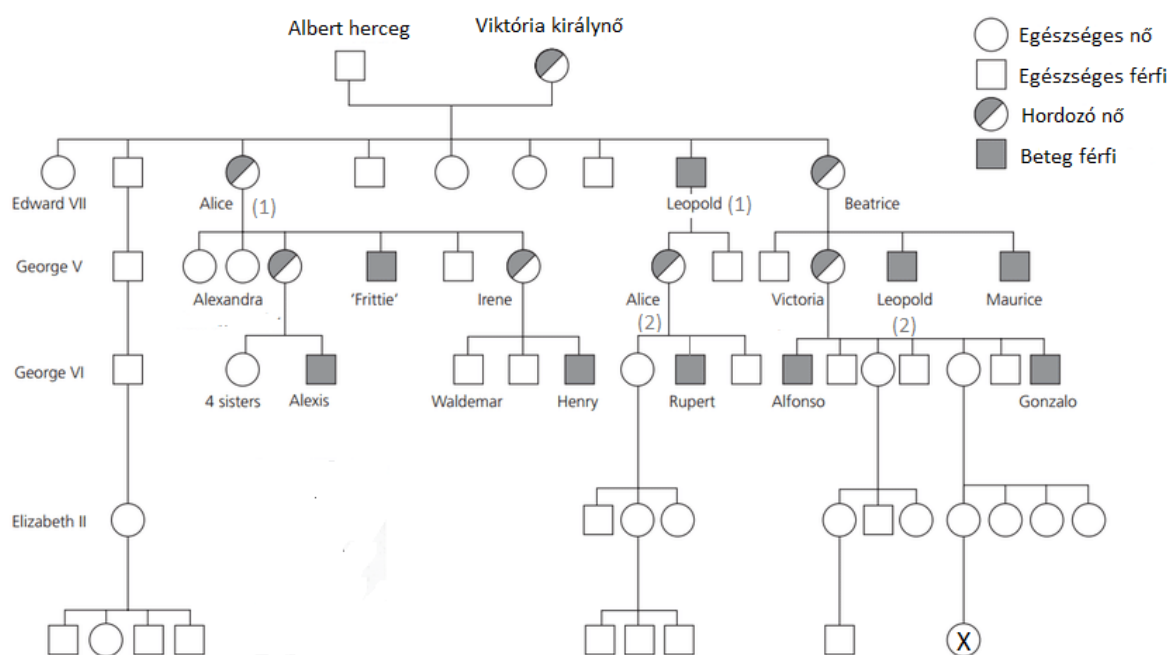 Albert herceg
Viktória királynő
Egészséges nő
Egészséges férfi
Hordozó nő
Beteg férfi
Edward VII
Alice (1)
Leopold (1)
Beatrice
George V
Alexandra
'Frittie'
Irene
Alice
(2)
Victoria
Leopold
(2)
Maurice
George VI
4 sisters
Alexis
Waldemar
Henry
Rupert
Alfonso
Gonzalo
Elizabeth II
X